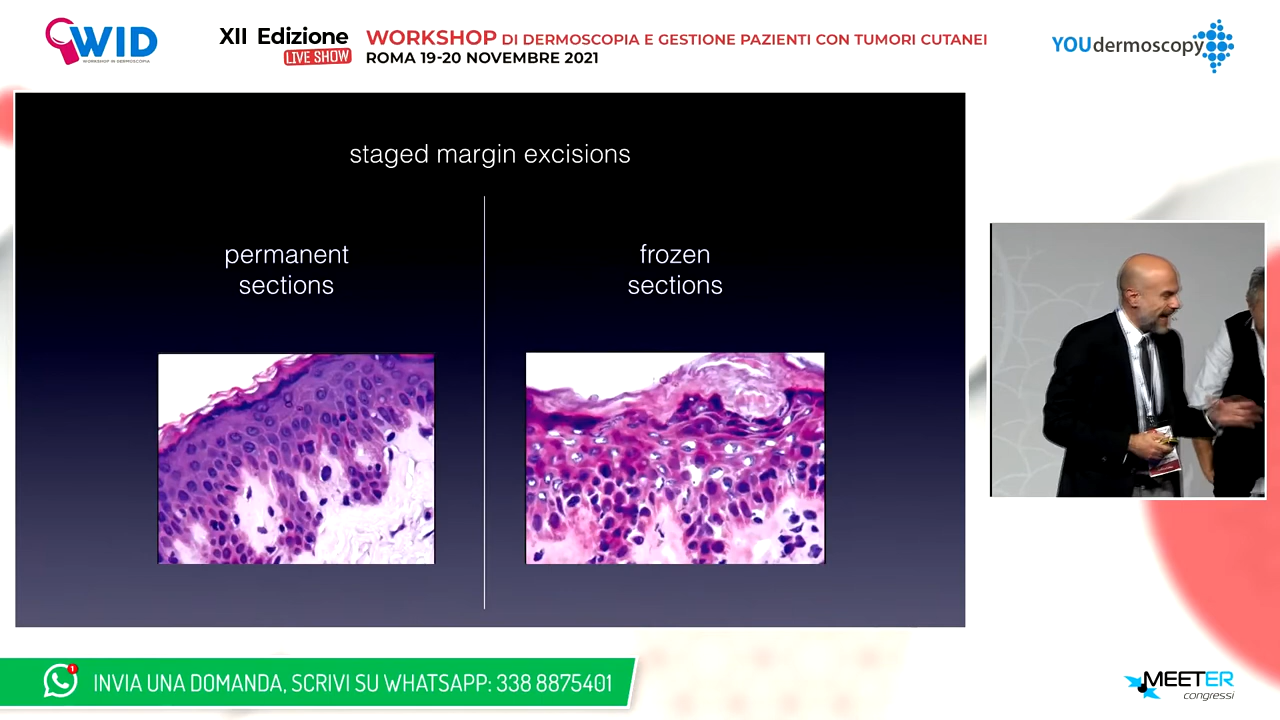 WID
WORKSHOP IN DERMOSCOPIA
XII Edizione
LIVE SHOW
WORKSHOP DI DERMOSCOPIA E GESTIONE PAZIENTI CON TUMORI CUTANEI
ROMA 19-20 NOVEMBRE 2021
YOUdermoscopy
staged margin excisions
permanent
sections
frozen
sections
1
INVIA UNA DOMANDA, SCRIVI SU WHATSAPP: 338 8875401
MEETER
congressi